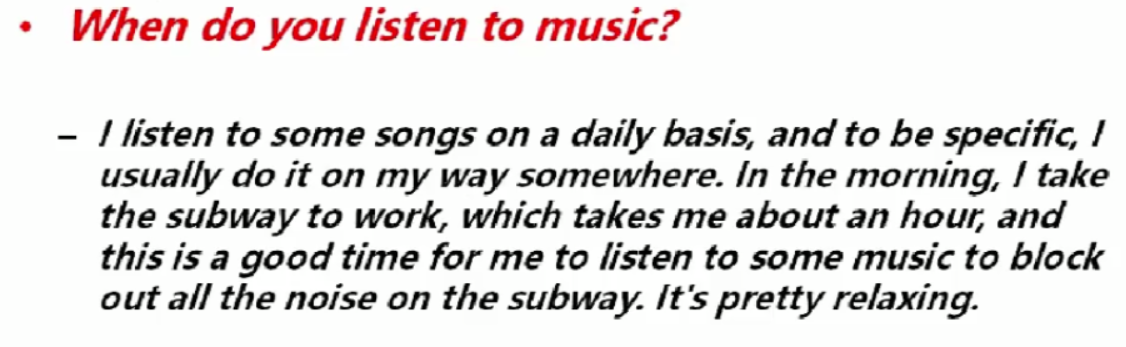 • When do you listen to music?
– I listen to some songs on a daily basis, and to be specific, I
usually do it on my way somewhere. In the morning, I take
the subway to work, which takes me about an hour, and
this is a good time for me to listen to some music to block
out all the noise on the subway. It's pretty relaxing.